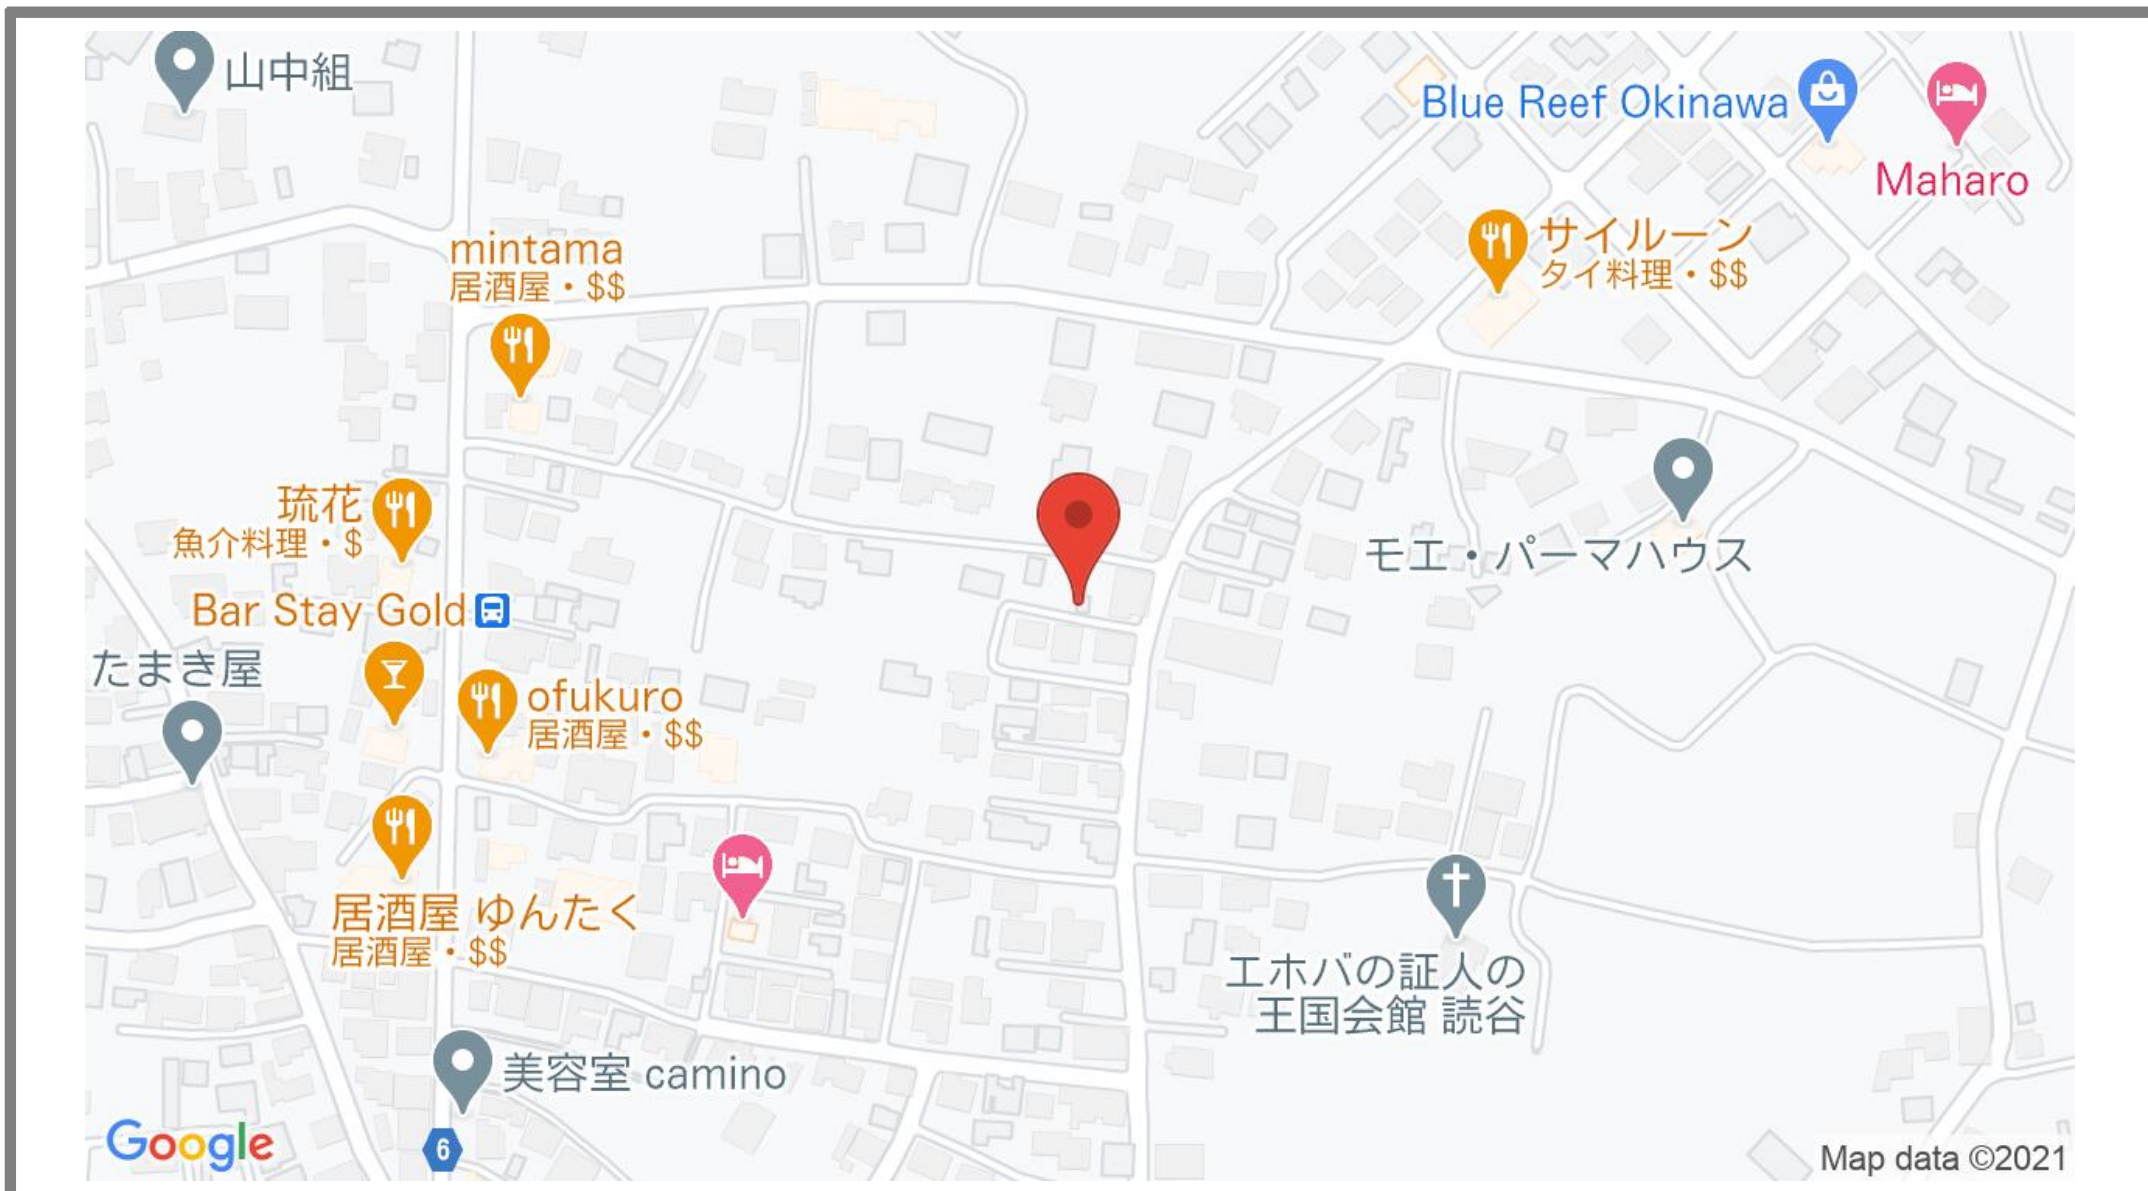 山中組
Blue Reef Okinawa
Maharo
mintama
居酒屋・$$
サイルーン
タイ料理・$$
琉花
魚介料理・$
モエ・パーマハウス
Bar Stay Gold
たまき屋
ofukuro
居酒屋・$$
居酒屋 ゆんたく
居酒屋・$$
エホバの証人の
王国会館 読谷
美容室 camino
Google
6
Map data ©2021